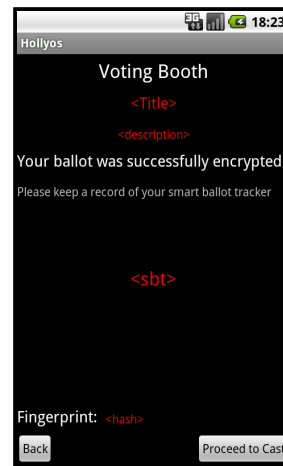 3G 18:23
Hollyos
Voting Booth
<Title>
<description>
Your ballot was successfully encrypted
Please keep a record of your smart ballot tracker
<sbt>
Fingerprint: <hash>
Back Proceed to Cast